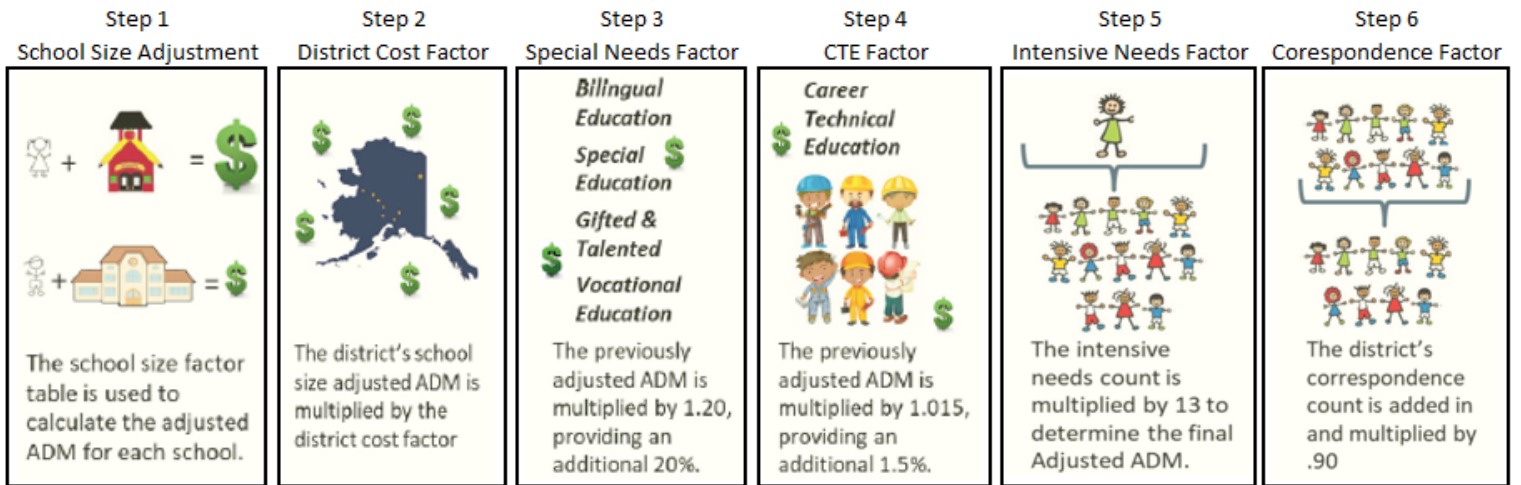 Step 1
School Size Adjustment
The school size factor
table is used to
calculate the adjusted
ADM for each school.
Step 2
District Cost Factor
The district's school
size adjusted ADM is
multiplied by the
district cost factor
Step 3
Special Needs Factor
Bilingual
Education
Special
Education
Gifted &
Talented
Vocational
Education
The previously
adjusted ADM is
multiplied by 1.20,
providing an
additional 20%.
Step 4
CTE Factor
Career
Technical
Education
The previously
adjusted ADM is
multiplied by 1.015,
providing an
additional 1.5%.
Step 5
Intensive Needs Factor
The intensive
needs count is
multiplied by 13 to
determine the final
Adjusted ADM.
Step 6
Corespondence Factor
The district's
correspondence
count is added in
and multiplied by
.90